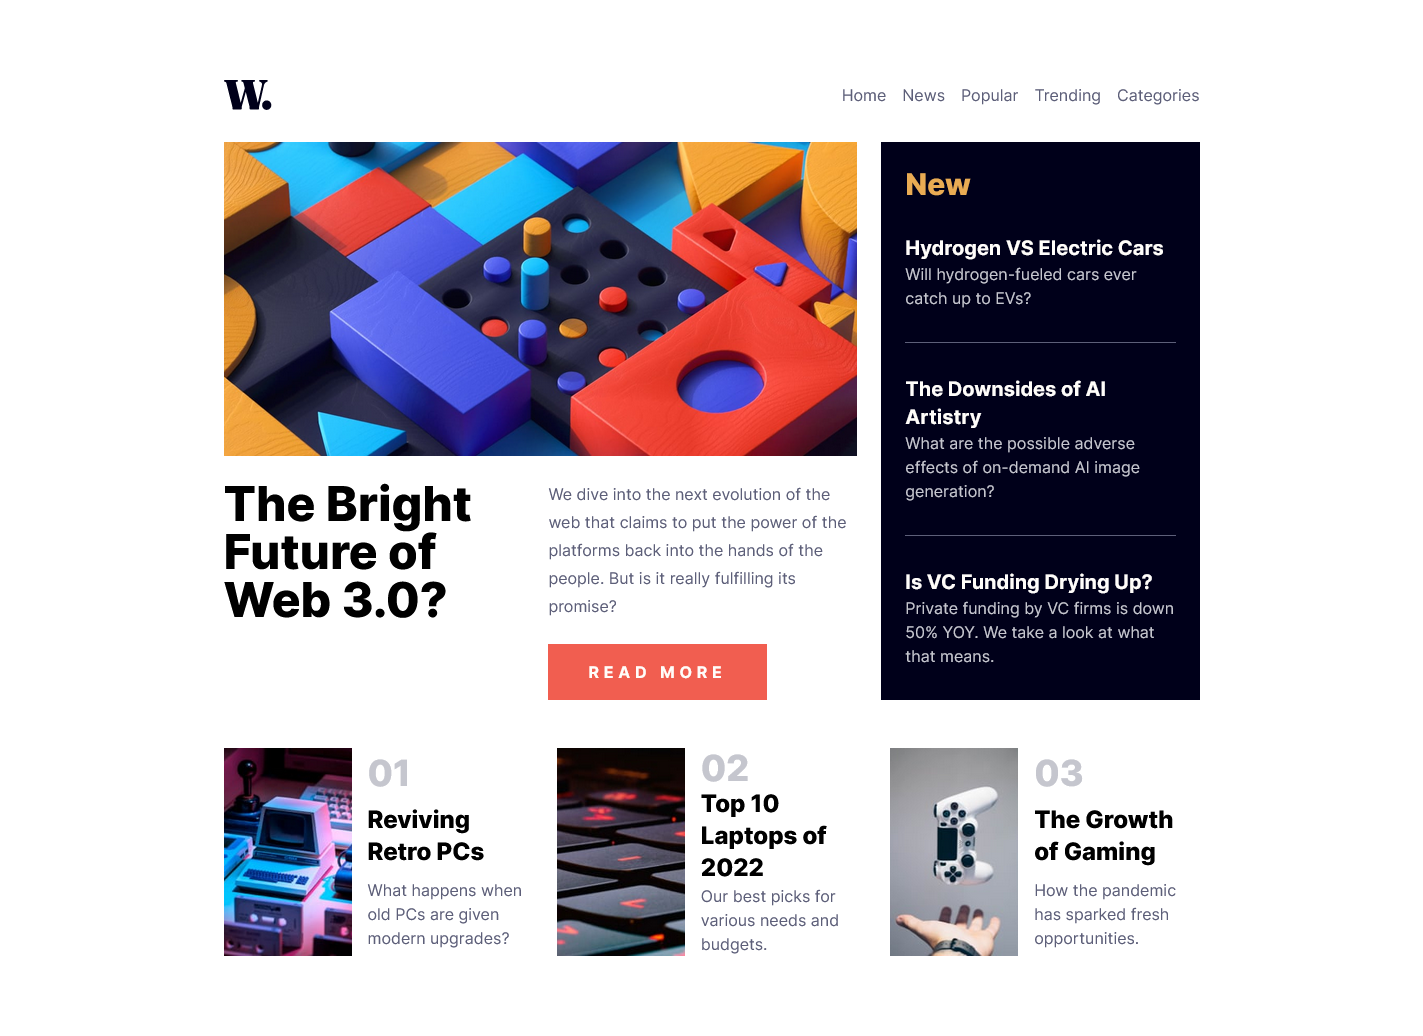 W.
Home News Popular Trending Categories
The Bright
Future of
Web 3.0?
We dive into the next evolution of the
web that claims to put the power of the
platforms back into the hands of the
people. But is it really fulfilling its
promise?
READ MORE
New
Hydrogen VS Electric Cars
Will hydrogen-fueled cars ever
catch up to EVs?
The Downsides of AI
Artistry
What are the possible adverse
effects of on-demand AI image
generation?
Is VC Funding Drying Up?
Private funding by VC firms is down
50% YOY. We take a look at what
that means.
01
Reviving
Retro PCs
What happens when
old PCs are given
modern upgrades?
02
Top 10
Laptops of
2022
Our best picks for
various needs and
budgets.
03
The Growth
of Gaming
How the pandemic
has sparked fresh
opportunities.